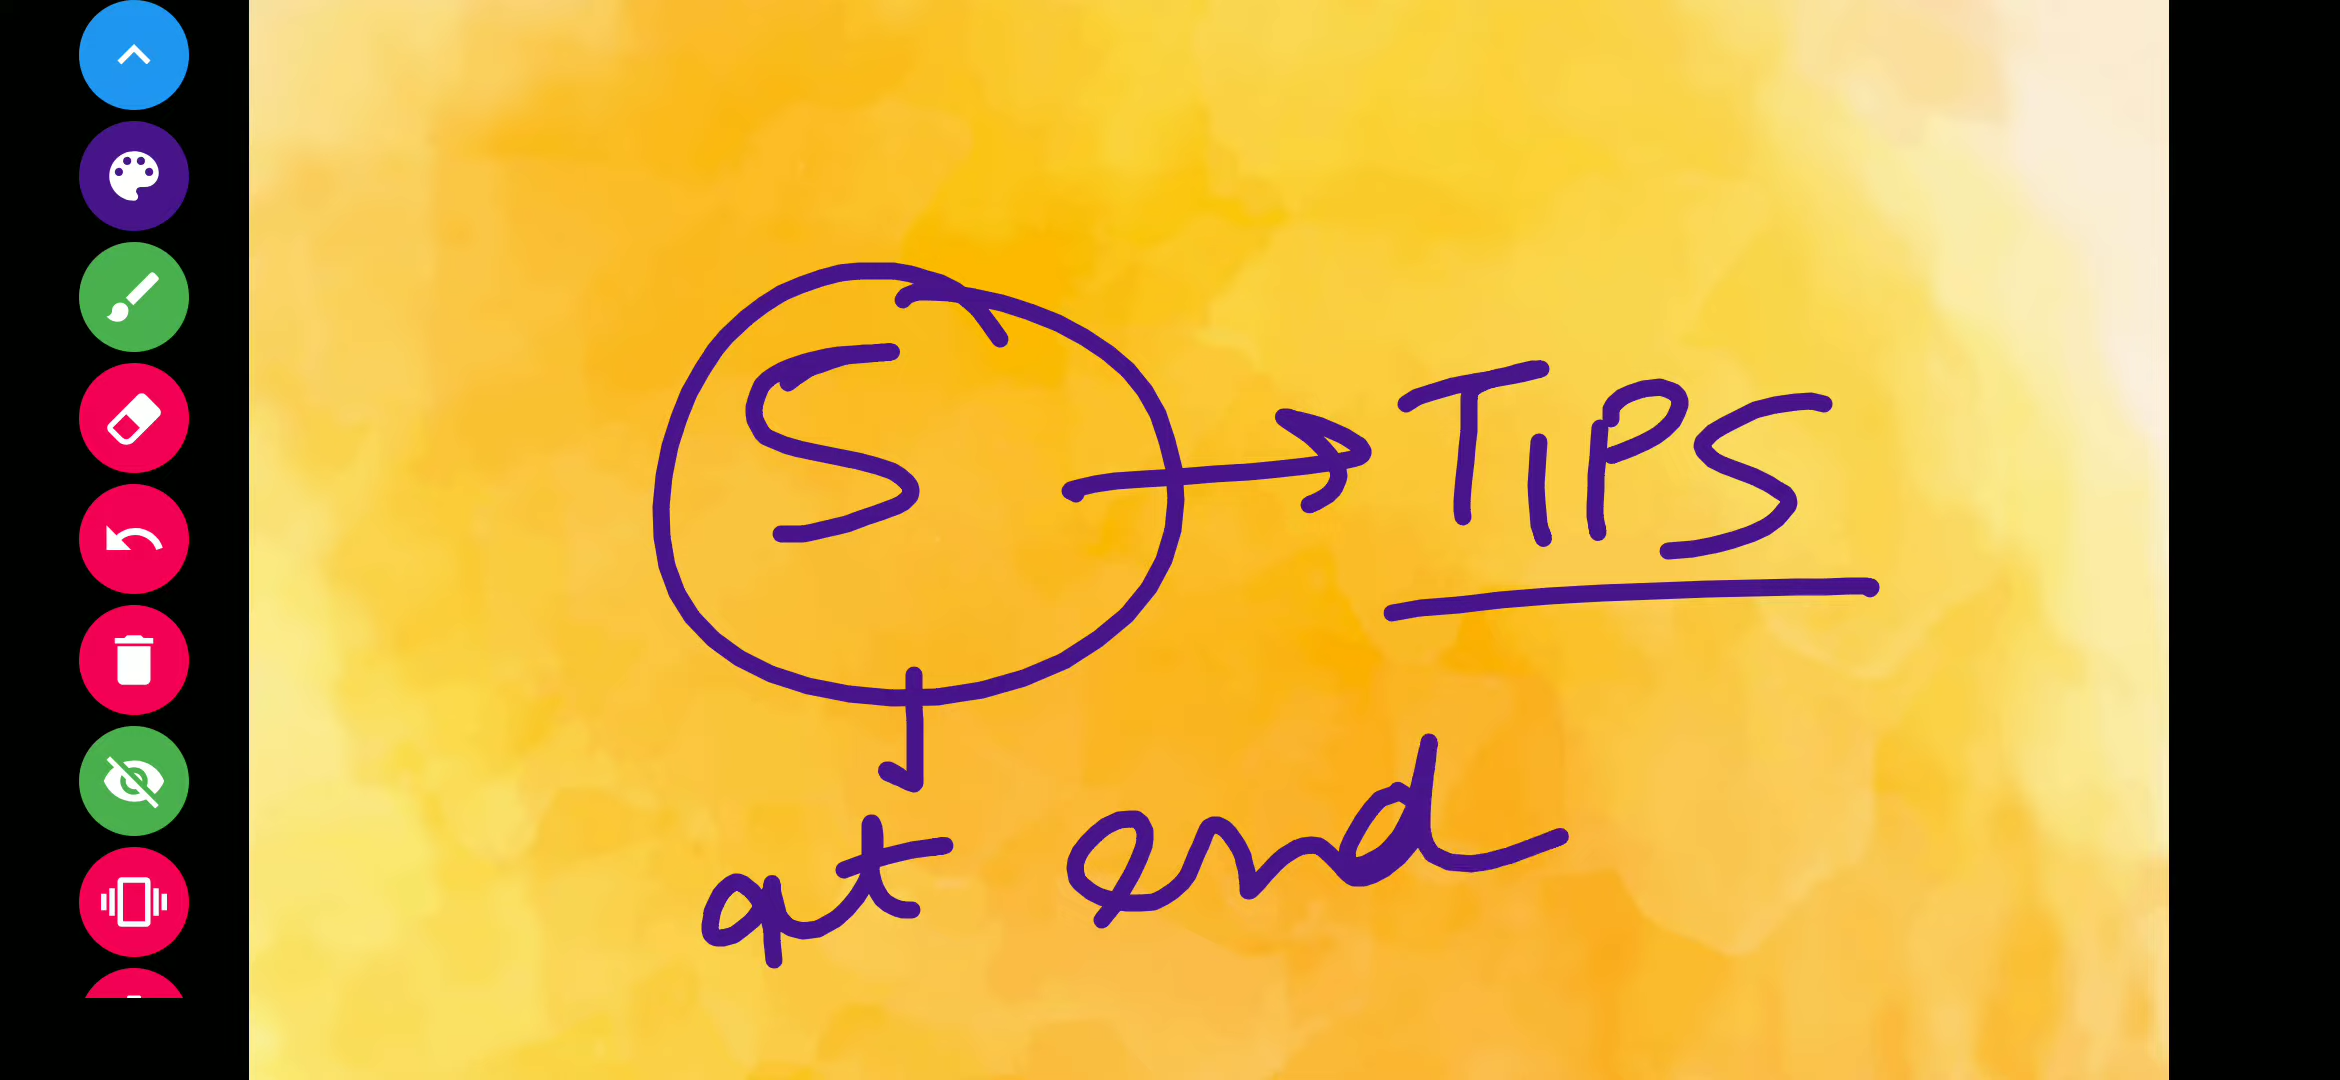 S → TIPS
at end